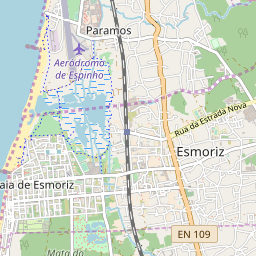 Paramos
Aeródromo
de Espinho
Rua da Estrada Nova
Esmoriz
aia de Esmoriz
EN 109
Mata do